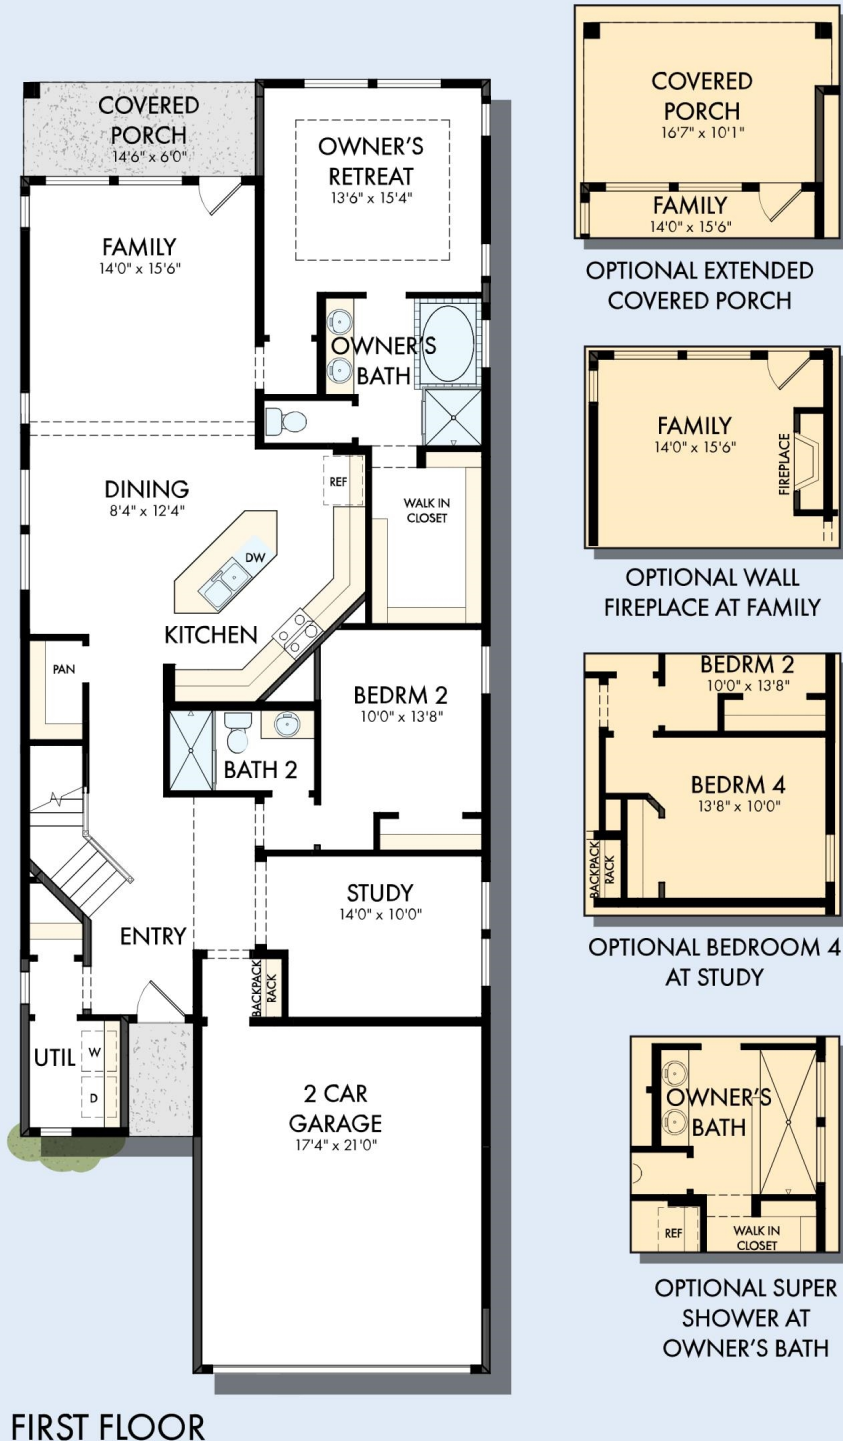 COVERED
PORCH
14'6" x 6'0"
OWNER'S
RETREAT
13'6" x 15'4"
FAMILY
14'0" x 15'6"
OWNER'S
BATH
DINING
8'4" x 12'4"
REF
WALK IN
CLOSET
DW
KITCHEN
PAN
BEDRM 2
10'0" x 13'8"
BATH 2
STUDY
14'0" x 10'0"
ENTRY
BACKPACK
RACK
UTIL
W
D
2 CAR
GARAGE
17'4" x 21'0"
FIRST FLOOR
COVERED
PORCH
16'7" x 10'1"
FAMILY
14'0" x 15'6"
OPTIONAL EXTENDED
COVERED PORCH
FAMILY
14'0" x 15'6"
FIREPLACE
OPTIONAL WALL
FIREPLACE AT FAMILY
BEDRM 2
10'0" x 13'8"
BEDRM 4
13'8" x 10'0"
BACKPACK
RACK
OPTIONAL BEDROOM 4
AT STUDY
OWNER'S
BATH
REF
WALK IN
CLOSET
OPTIONAL SUPER
SHOWER AT
OWNER'S BATH